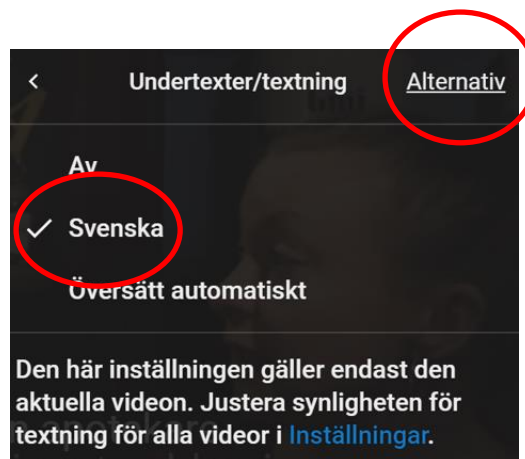 < Undertexter/textning Alternativ
Av
Svenska
Översätt automatiskt
Den här inställningen gäller endast den
aktuella videon. Justera synligheten för
textning för alla videor i Inställningar.